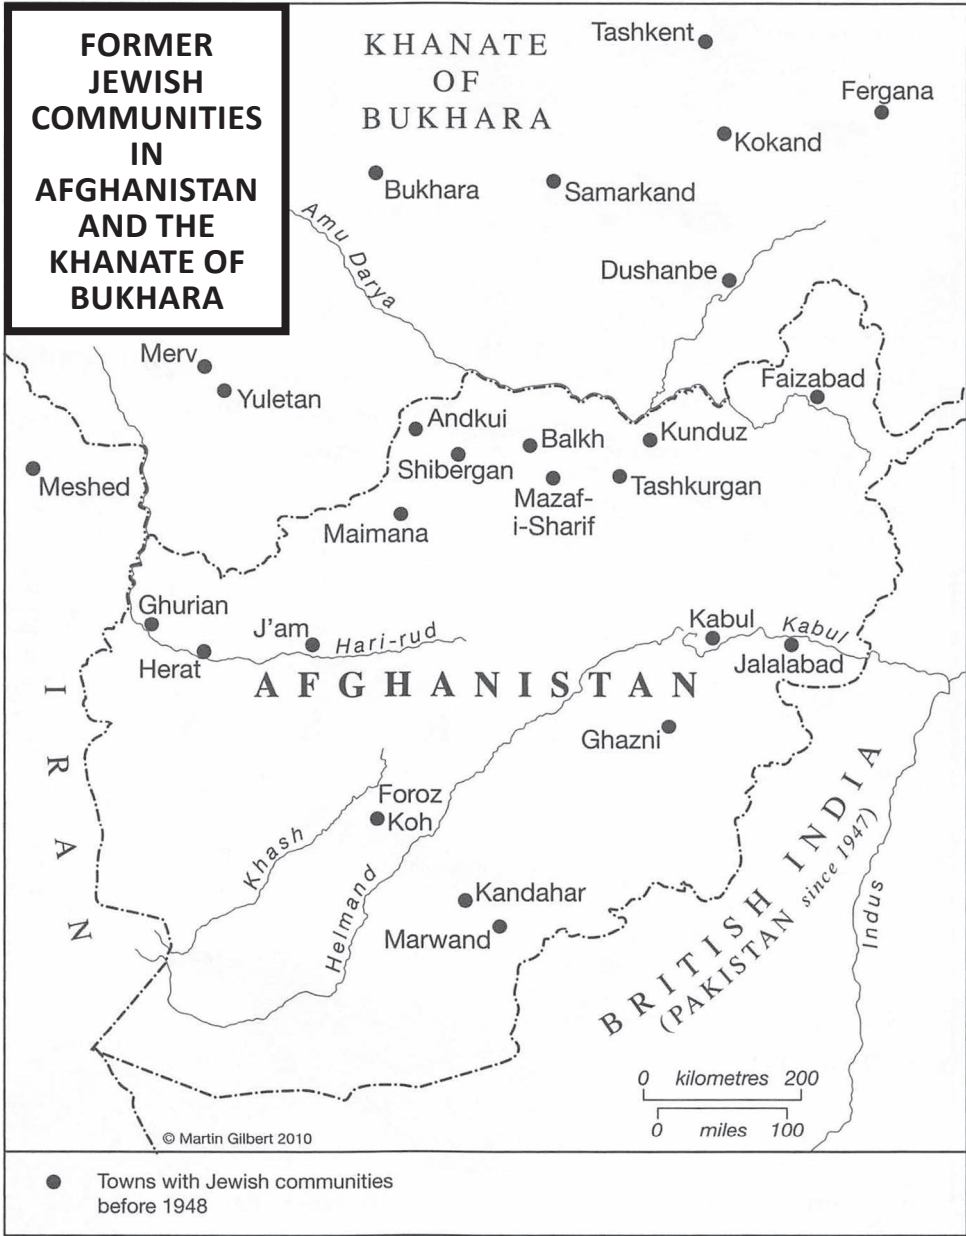 FORMER
JEWISH
COMMUNITIES
IN
AFGHANISTAN
AND THE
KHANATE OF
BUKHARA
KHANATE
OF
BUKHARA
Tashkent
Fergana
Kokand
Bukhara
Samarkand
Amu Darya
Dushanbe
Merv
Yuletan
Faizabad
Andkui
Balkh
Kunduz
Shibergan
Meshed
Mazaf-
i-Sharif
Tashkurgan
Maimana
Ghurian
J'am
Hari-rud
Kabul
Kabul
Herat
Jalalabad
AFGHANISTAN
IRAN
Ghazni
Foroz
Koh
Khash
Helmand
Kandahar
Marwand
BRITISH INDIA
(PAKISTAN since 1947)
Indus
0 kilometres 200
0 miles 100
© Martin Gilbert 2010
Towns with Jewish communities
before 1948